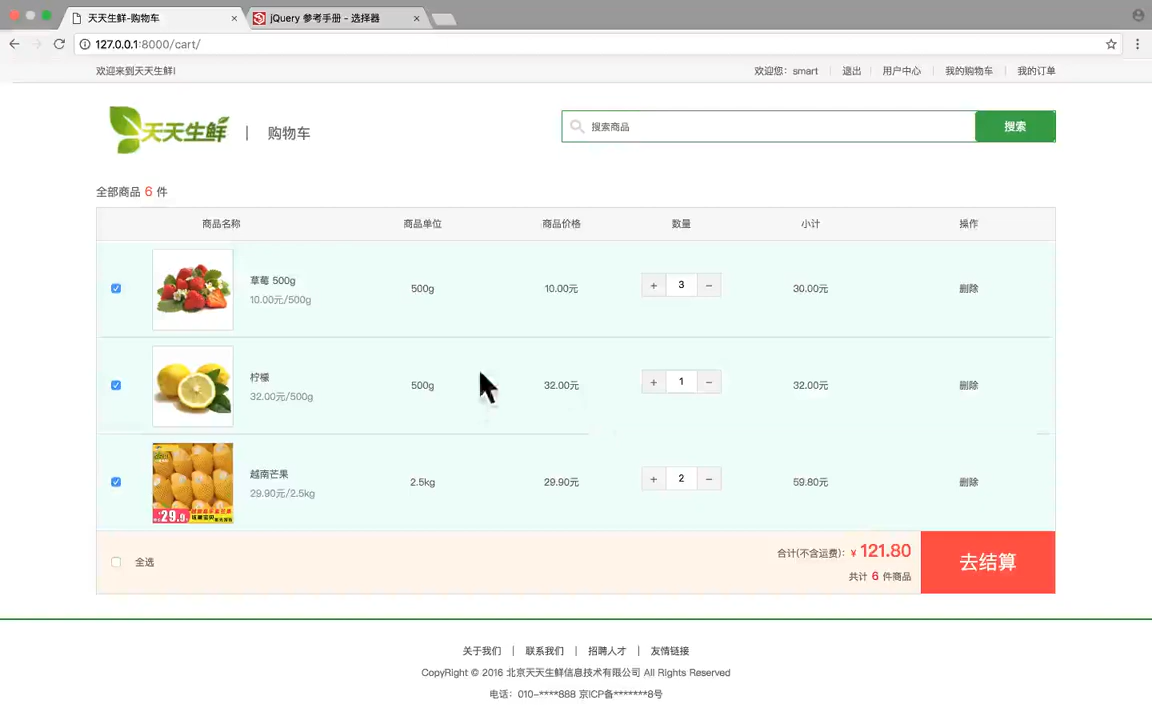 天天生鲜-购物车
jQuery 参考手册 - 选择器
127.0.0.1:8000/cart/
欢迎来到天天生鲜!
欢迎您：smart | 退出 | 用户中心 | 我的购物车 | 我的订单
天天生鲜 | 购物车
搜索商品
搜索
全部商品 6 件
商品名称 商品单位 商品价格 数量 小计 操作
草莓 500g
10.00元/500g
500g 10.00元 + 3 − 30.00元 删除
柠檬
32.00元/500g
500g 32.00元 + 1 − 32.00元 删除
越南芒果
29.90元/2.5kg
2.5kg 29.90元 + 2 − 59.80元 删除
29.9
全选
合计(不含运费)：¥ 121.80
共计 6 件商品
去结算
关于我们 | 联系我们 | 招聘人才 | 友情链接
CopyRight © 2016 北京天天生鲜信息技术有限公司 All Rights Reserved
电话：010-****888 京ICP备*******8号